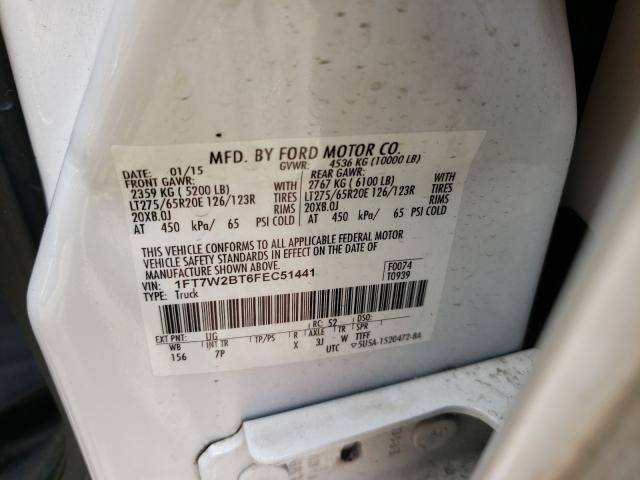 MFD. BY FORD MOTOR CO.
DATE: 01/15 GVWR: 4536 KG (10000 LB)
FRONT GAWR: REAR GAWR:
2359 KG ( 5200 LB) WITH 2767 KG ( 6100 LB) WITH
LT275/65R20E 126/123R TIRES LT275/65R20E 126/123R TIRES
20X8.0J RIMS 20X8.0J RIMS
AT 450 kPa/ 65 PSI COLD AT 450 kPa/ 65 PSI COLD
THIS VEHICLE CONFORMS TO ALL APPLICABLE FEDERAL MOTOR
VEHICLE SAFETY STANDARDS IN EFFECT ON THE DATE OF
MANUFACTURE SHOWN ABOVE.
VIN: 1FT7W2BT6FEC51441 F0074
TYPE: Truck T0939
EXT PNT: UG RC: 52 DSO:
WB INT TR TP/PS R AXLE TR SPR
156 7P X 3J W TTFF
UTC ▽5U5A-1520472-BA